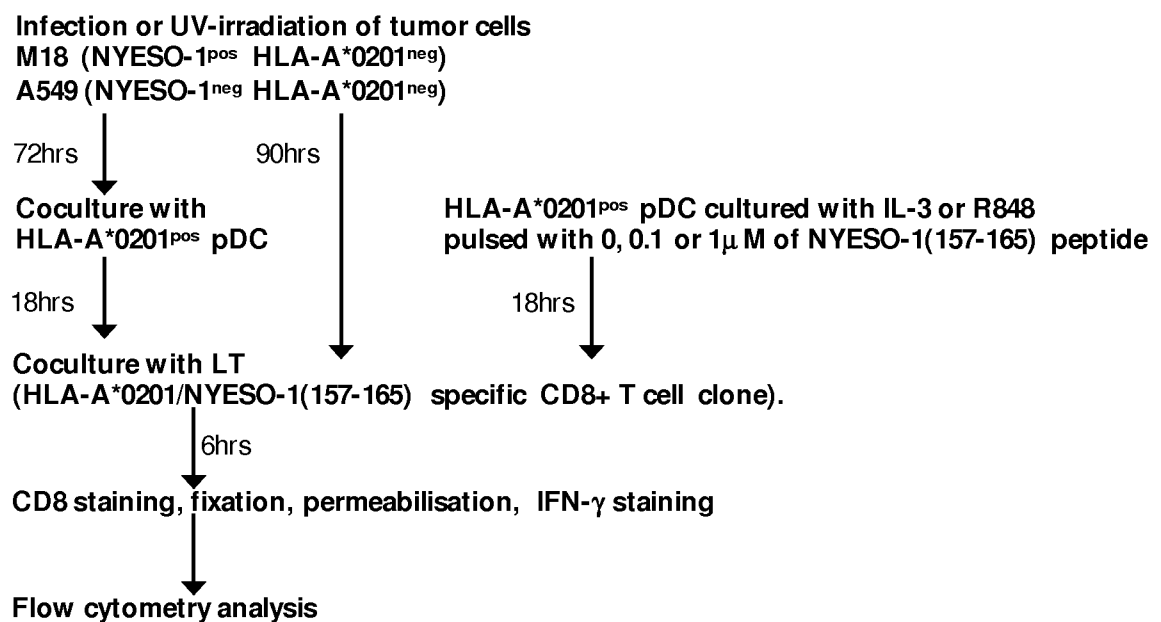 Infection or UV-irradiation of tumor cells
M18 (NYESO-1pos HLA-A*0201neg)
A549 (NYESO-1neg HLA-A*0201neg)
72hrs 90hrs
Coculture with
HLA-A*0201pos pDC
HLA-A*0201pos pDC cultured with IL-3 or R848
pulsed with 0, 0.1 or 1µ M of NYESO-1(157-165) peptide
18hrs 18hrs
Coculture with LT
(HLA-A*0201/NYESO-1(157-165) specific CD8+ T cell clone).
6hrs
CD8 staining, fixation, permeabilisation, IFN-γ staining
Flow cytometry analysis